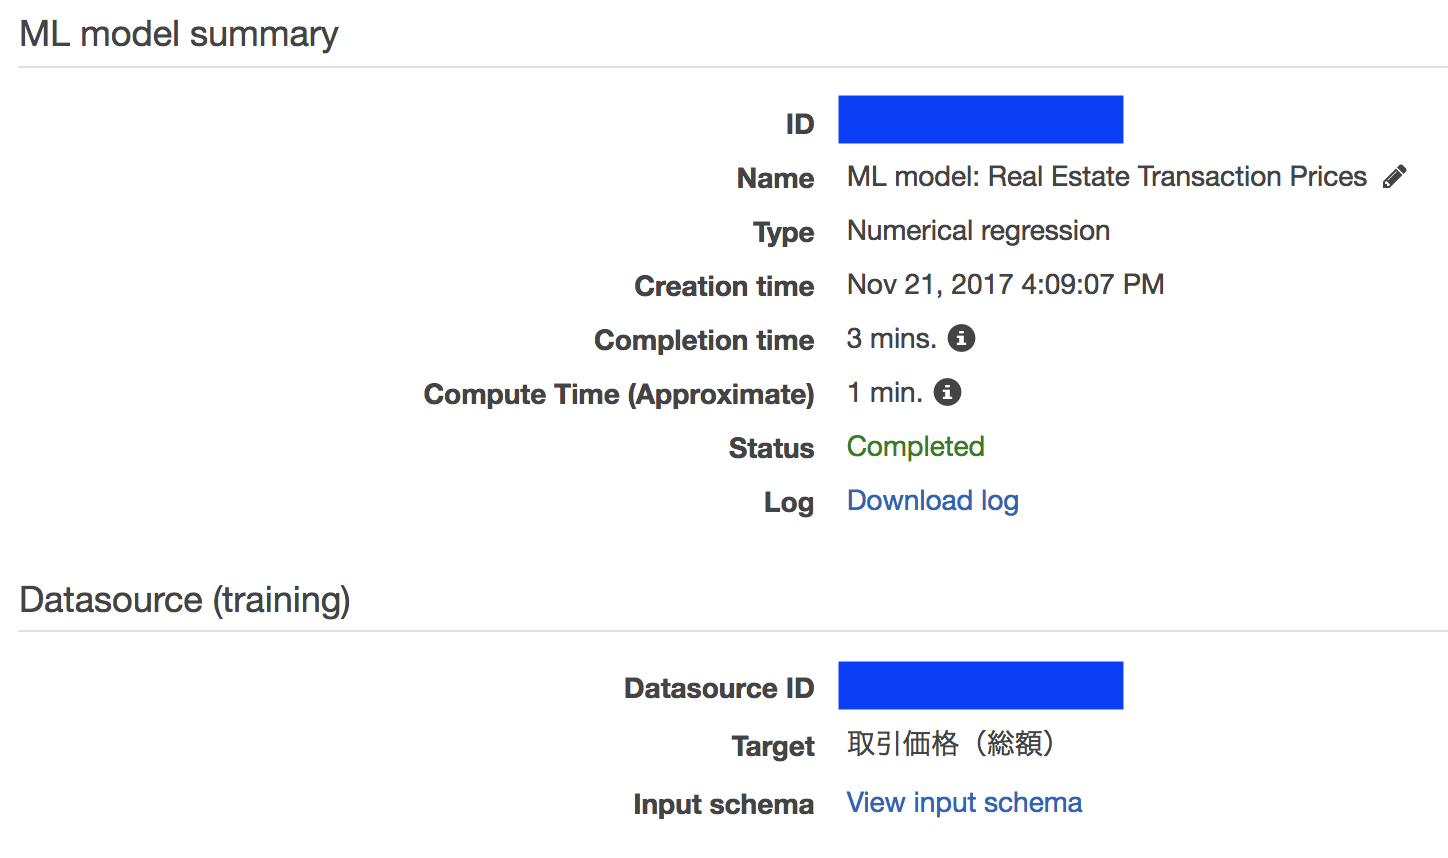 ML model summary
ID
Name ML model: Real Estate Transaction Prices
Type Numerical regression
Creation time Nov 21, 2017 4:09:07 PM
Completion time 3 mins.
Compute Time (Approximate) 1 min.
Status Completed
Log Download log
Datasource (training)
Datasource ID
Target 取引価格（総額）
Input schema View input schema